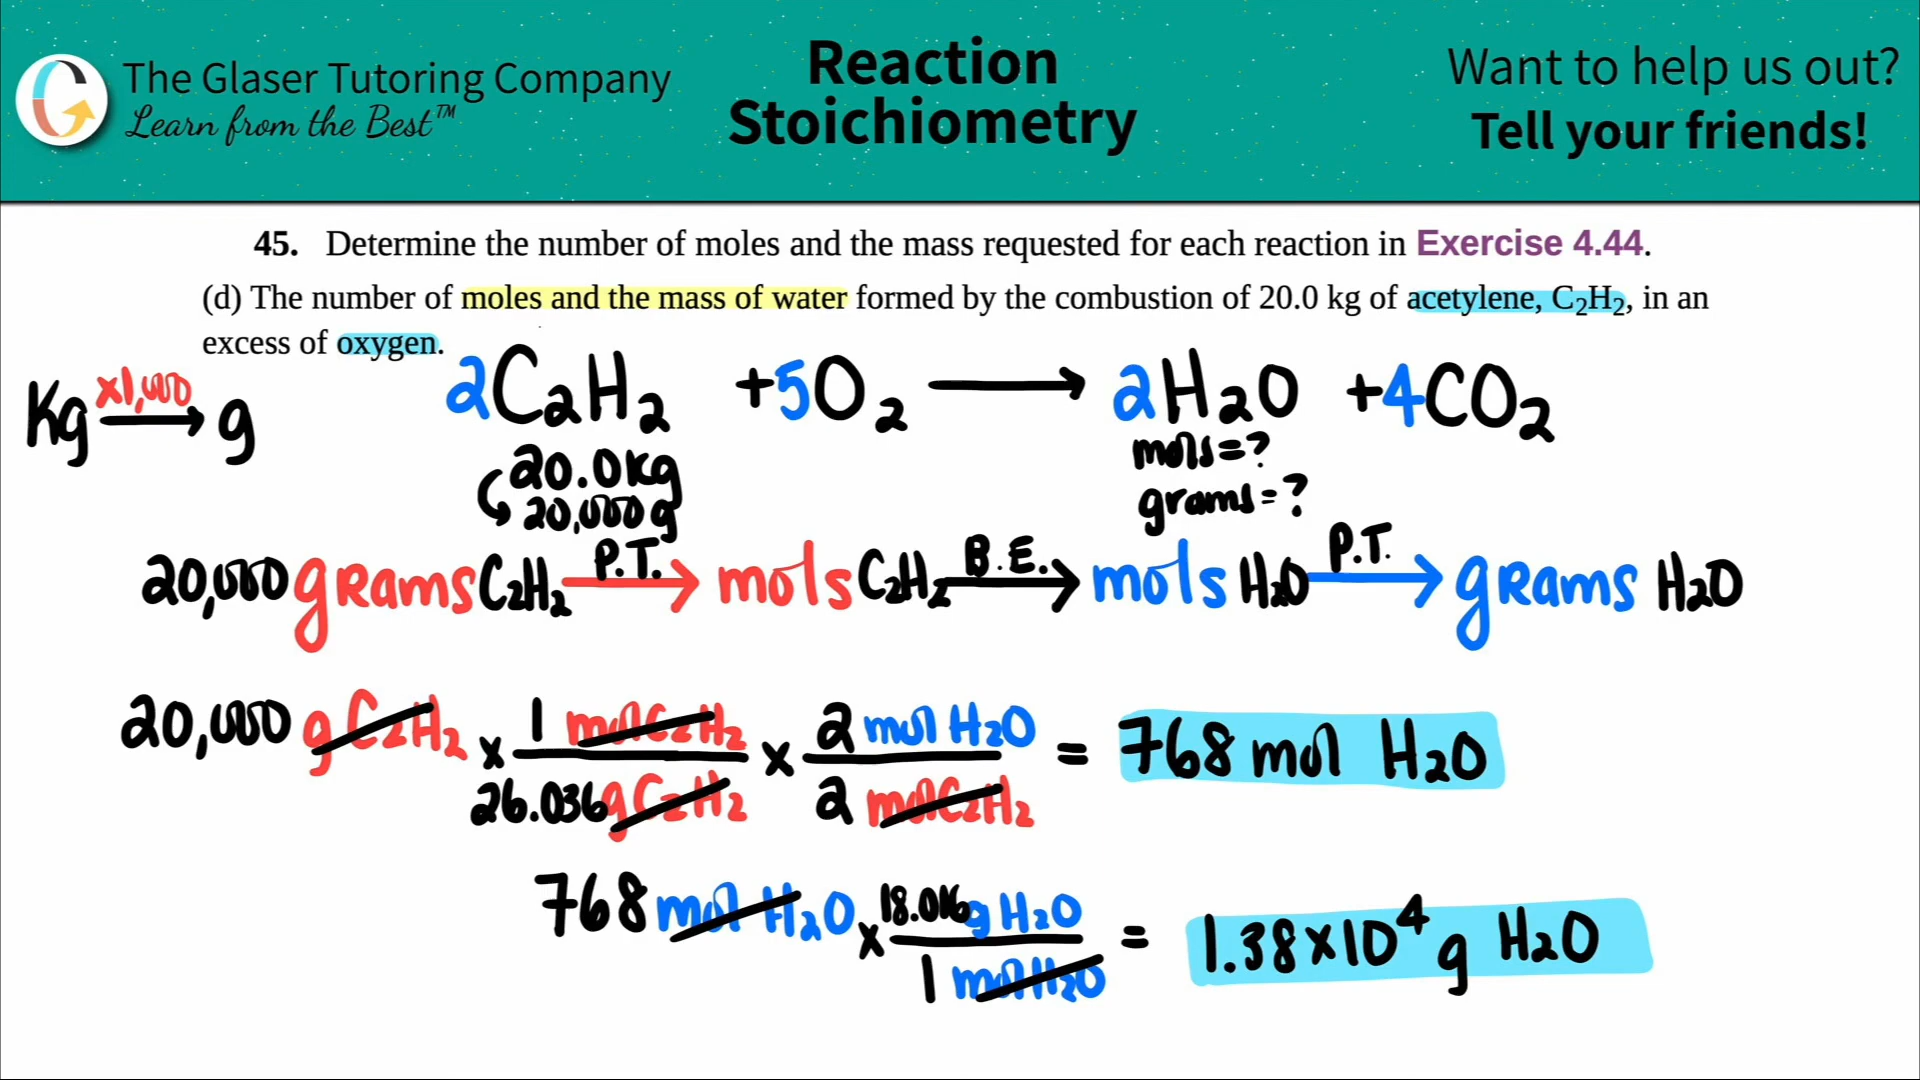 The Glaser Tutoring Company
Learn from the Best™
Reaction
Stoichiometry
Want to help us out?
Tell your friends!
45. Determine the number of moles and the mass requested for each reaction in Exercise 4.44.
(d) The number of moles and the mass of water formed by the combustion of 20.0 kg of acetylene, C₂H₂, in an
excess of oxygen.
Kg x1,000 → g
2C₂H₂ + 5O₂ → 2H₂O + 4CO₂
20.0kg
20,000 g
mols=?
grams=?
20,000 grams C₂H₂ P.T. → mols C₂H₂ B.E. → mols H₂O P.T. → grams H₂O
20,000 g C₂H₂ x 1 mol C₂H₂ x 2 mol H₂O = 768 mol H₂O
26.036 g C₂H₂ 2 mol C₂H₂
768 mol H₂O x 18.016 g H₂O = 1.38x10⁴ g H₂O
1 mol H₂O